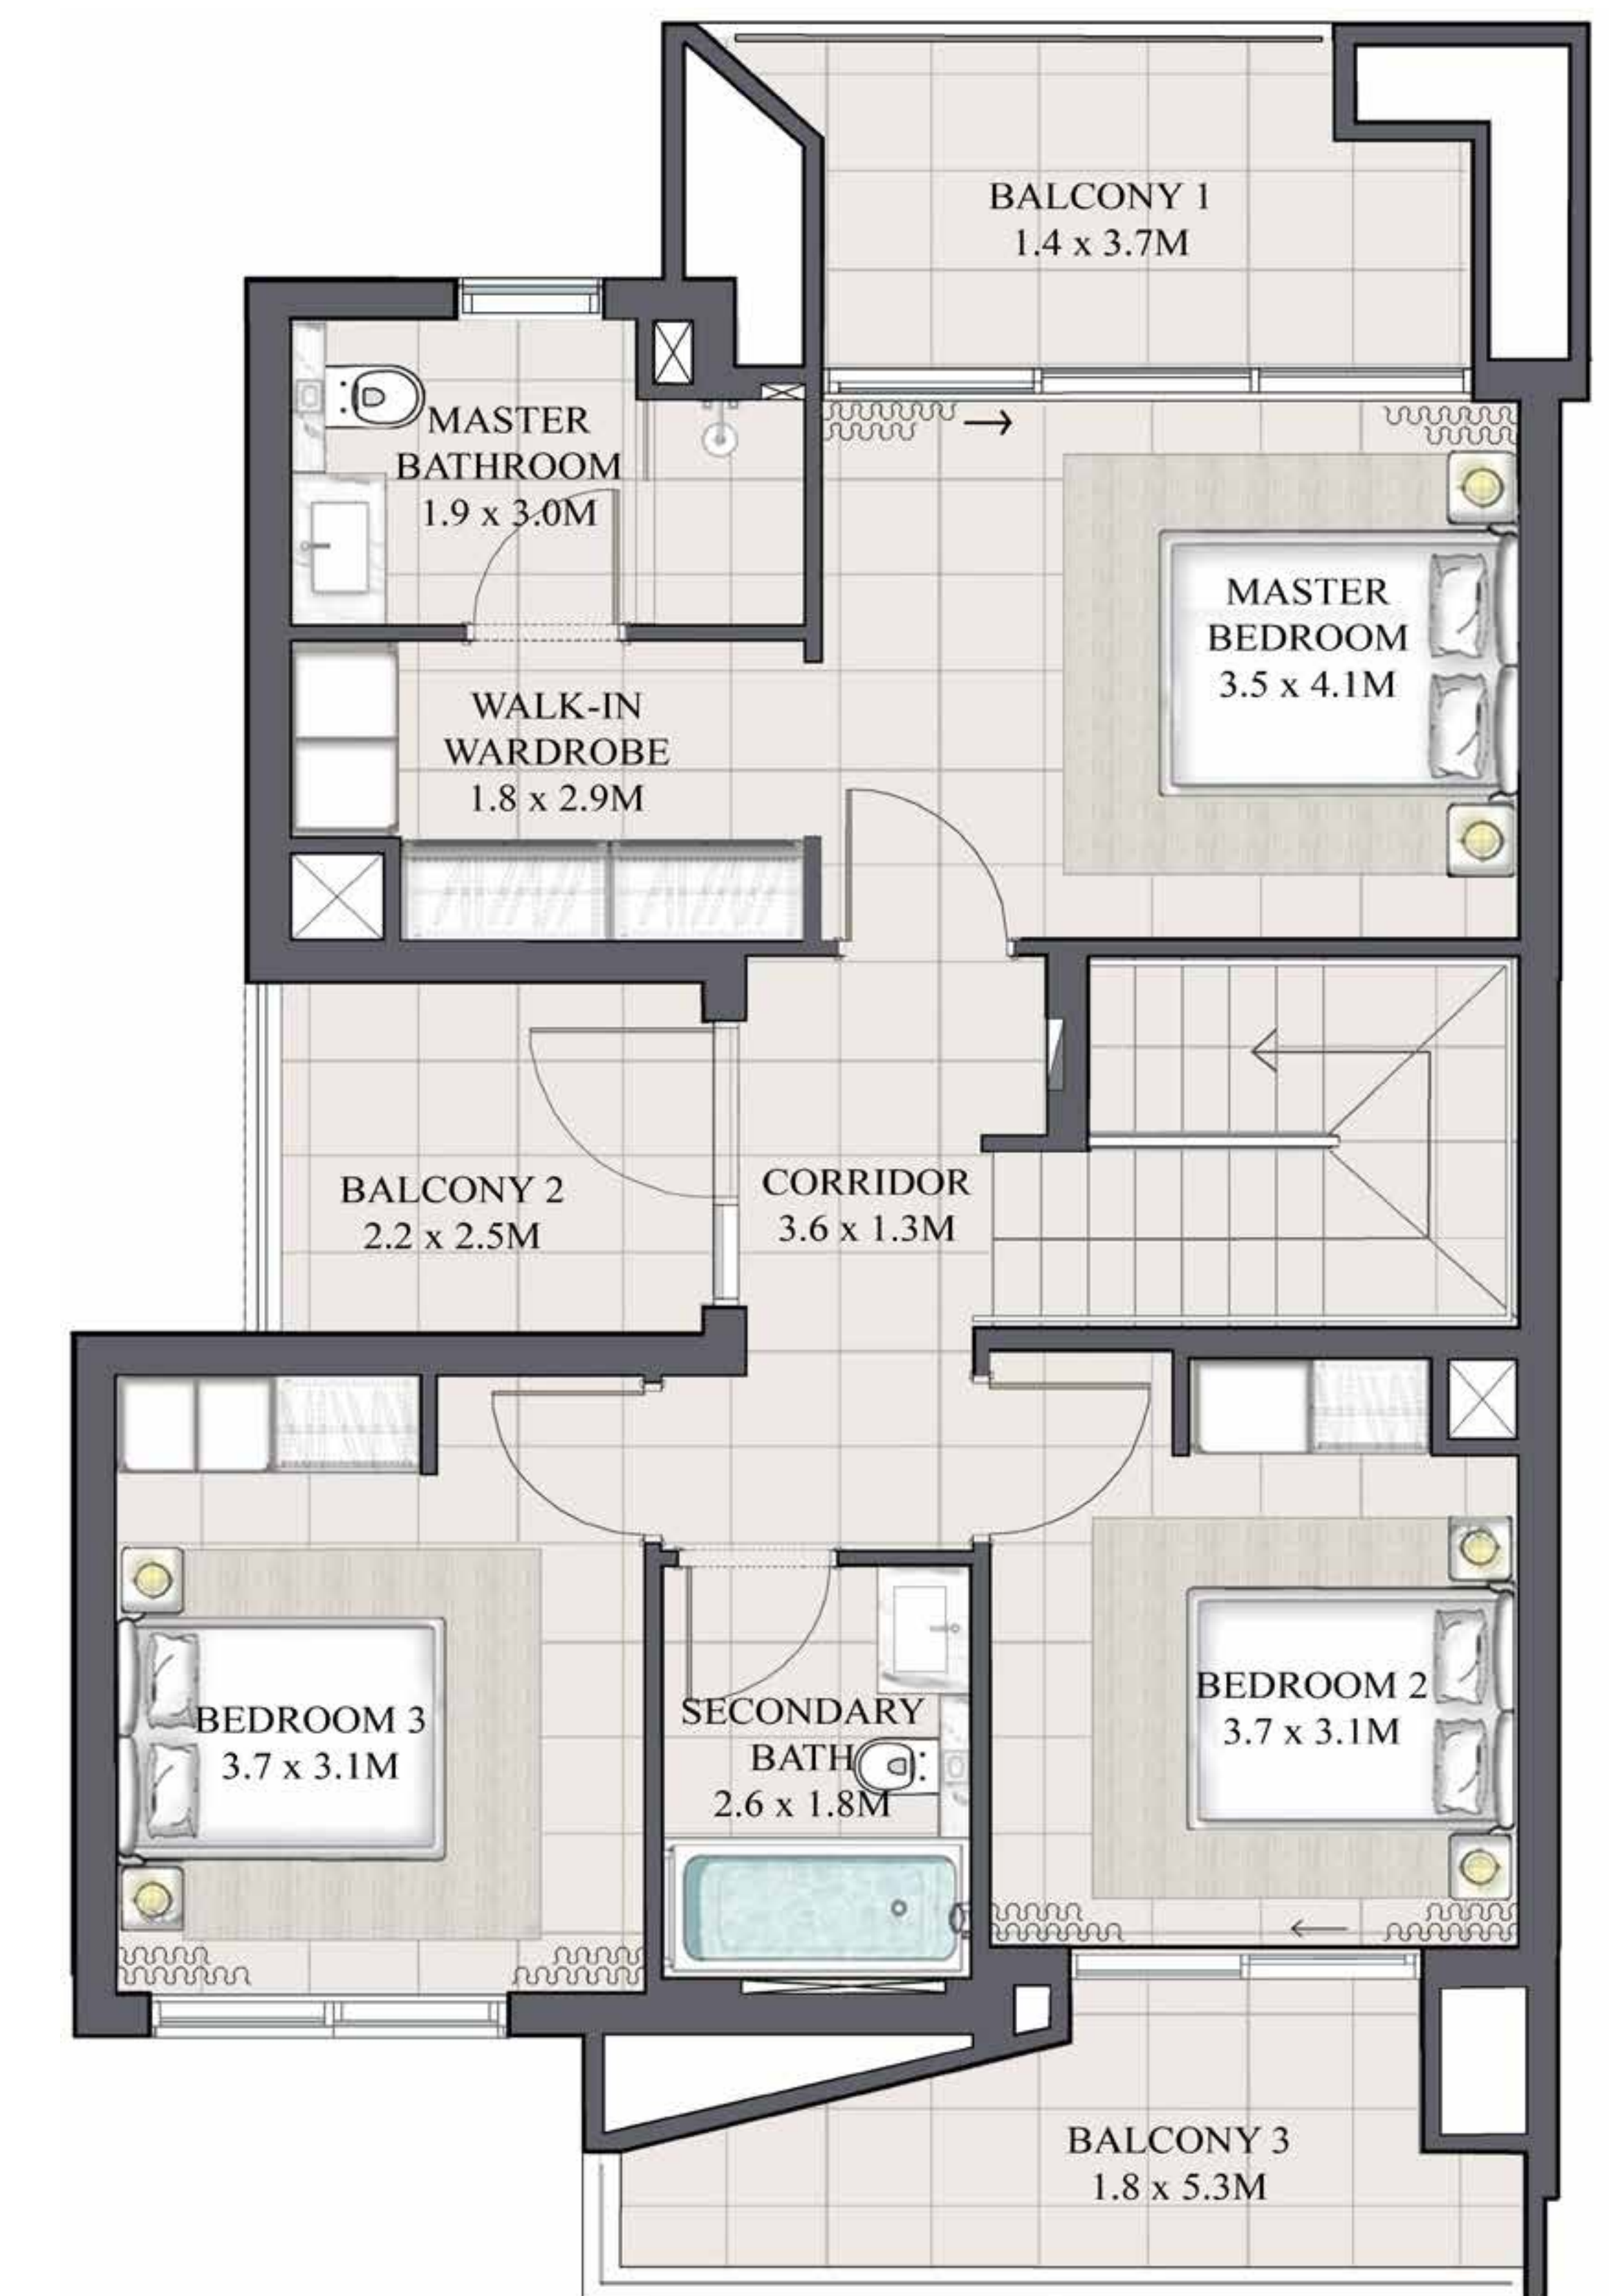 BALCONY 1
1.4 x 3.7M
MASTER
BATHROOM
1.9 x 3.0M
MASTER
BEDROOM
3.5 x 4.1M
WALK-IN
WARDROBE
1.8 x 2.9M
BALCONY 2
2.2 x 2.5M
CORRIDOR
3.6 x 1.3M
BEDROOM 3
3.7 x 3.1M
SECONDARY
BATH
2.6 x 1.8M
BEDROOM 2
3.7 x 3.1M
BALCONY 3
1.8 x 5.3M